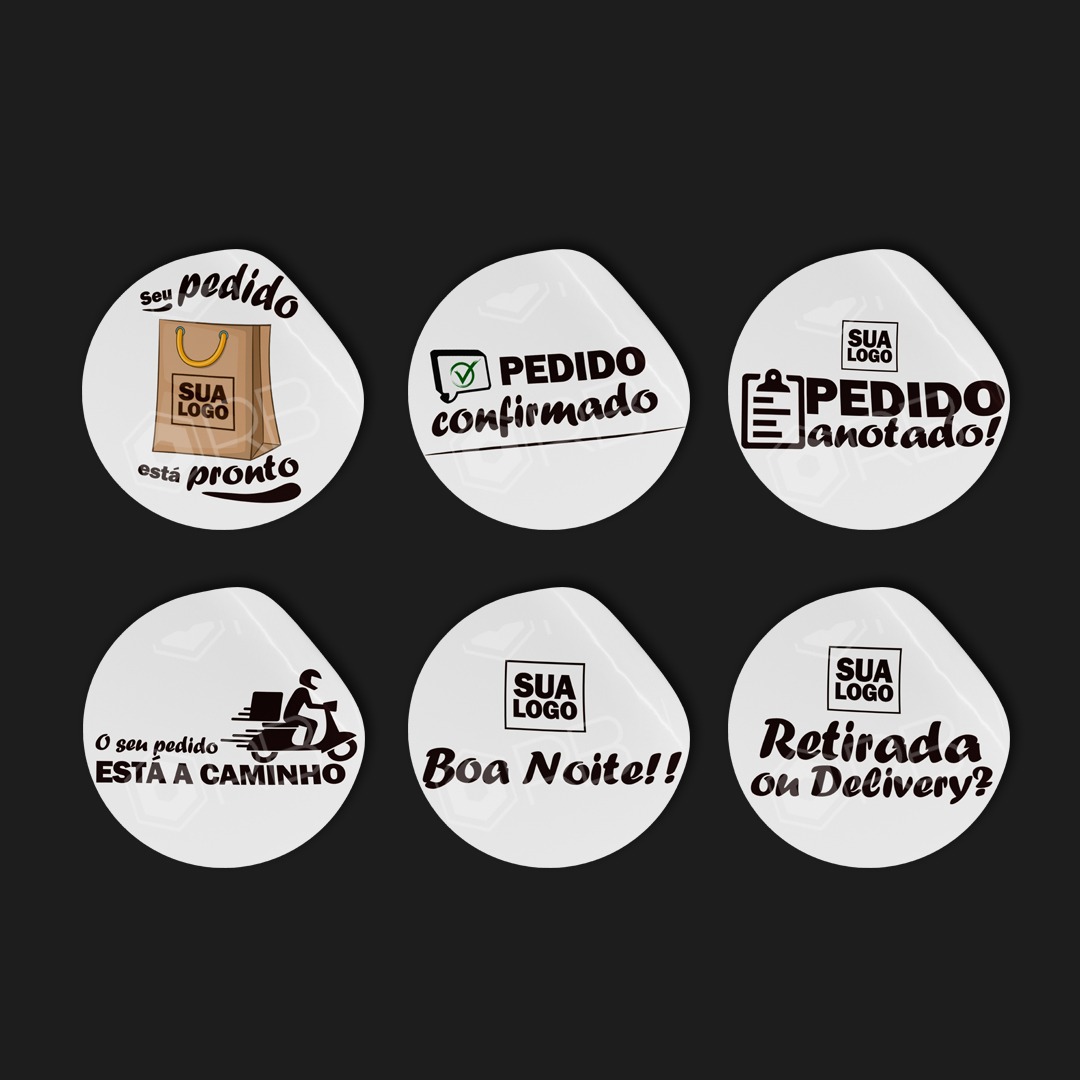 Seu pedido
SUA
LOGO
está pronto
PEDIDO
confirmado
SUA
LOGO
PEDIDO
anotado!
O seu pedido
ESTÁ A CAMINHO
SUA
LOGO
Boa Noite!!
SUA
LOGO
Retirada
ou Delivery?